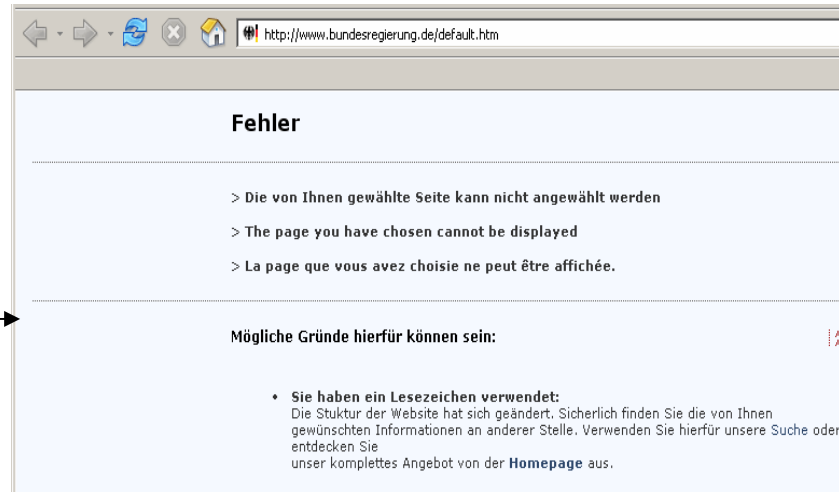 http://www.bundesregierung.de/default.htm
Fehler
> Die von Ihnen gewählte Seite kann nicht angewählt werden
> The page you have chosen cannot be displayed
> La page que vous avez choisie ne peut être affichée.
Mögliche Gründe hierfür können sein:
• Sie haben ein Lesezeichen verwendet:
Die Stuktur der Website hat sich geändert. Sicherlich finden Sie die von Ihnen
gewünschten Informationen an anderer Stelle. Verwenden Sie hierfür unsere Suche oder
entdecken Sie
unser komplettes Angebot von der Homepage aus.